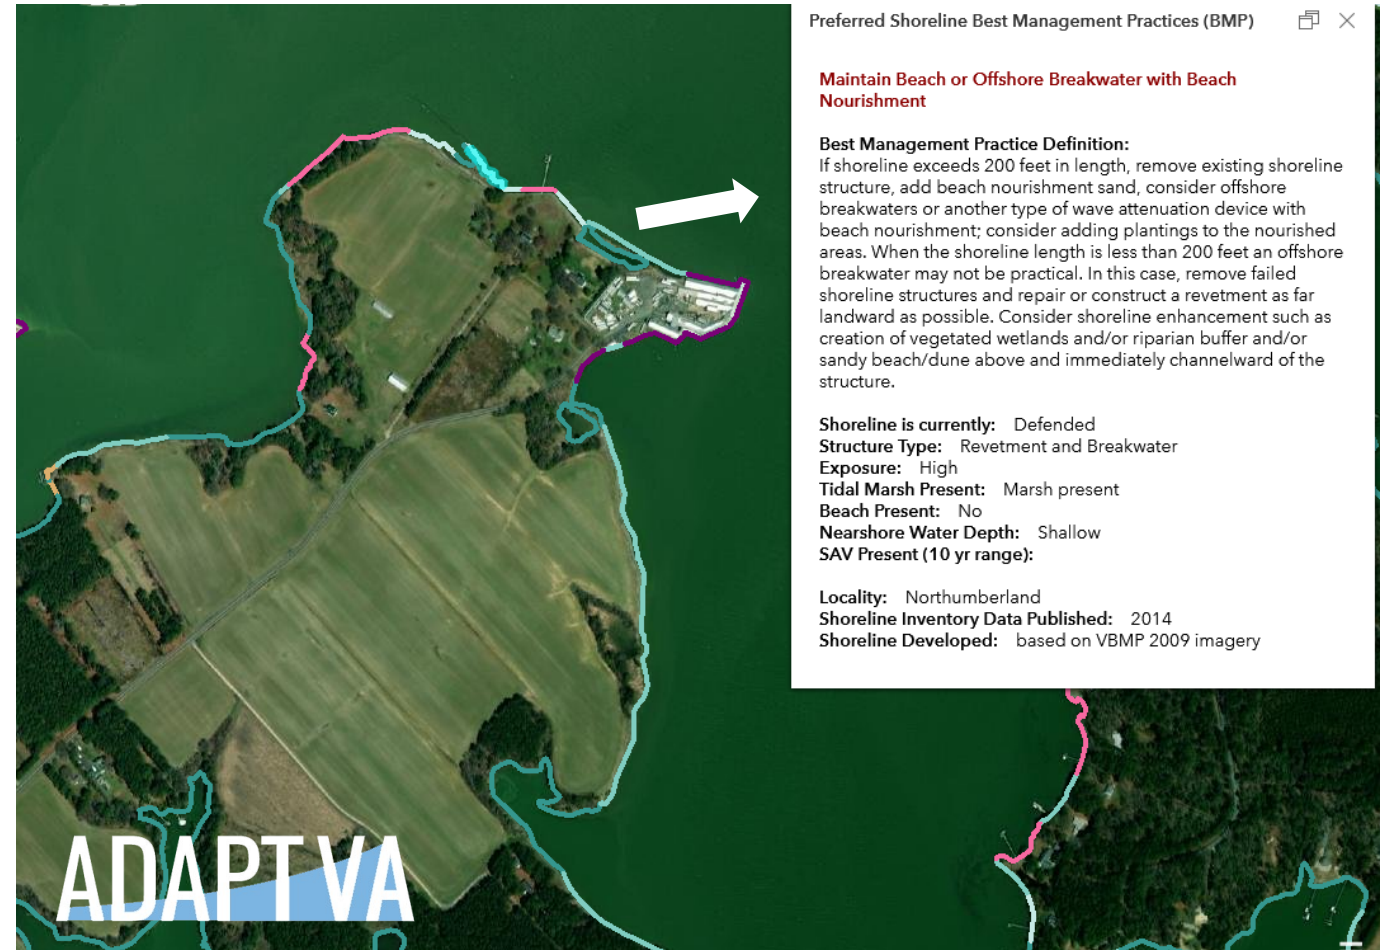 Preferred Shoreline Best Management Practices (BMP)
Maintain Beach or Offshore Breakwater with Beach
Nourishment
Best Management Practice Definition:
If shoreline exceeds 200 feet in length, remove existing shoreline
structure, add beach nourishment sand, consider offshore
breakwaters or another type of wave attenuation device with
beach nourishment; consider adding plantings to the nourished
areas. When the shoreline length is less than 200 feet an offshore
breakwater may not be practical. In this case, remove failed
shoreline structures and repair or construct a revetment as far
landward as possible. Consider shoreline enhancement such as
creation of vegetated wetlands and/or riparian buffer and/or
sandy beach/dune above and immediately channelward of the
structure.
Shoreline is currently: Defended
Structure Type: Revetment and Breakwater
Exposure: High
Tidal Marsh Present: Marsh present
Beach Present: No
Nearshore Water Depth: Shallow
SAV Present (10 yr range):
Locality: Northumberland
Shoreline Inventory Data Published: 2014
Shoreline Developed: based on VBMP 2009 imagery
ADAPT VA